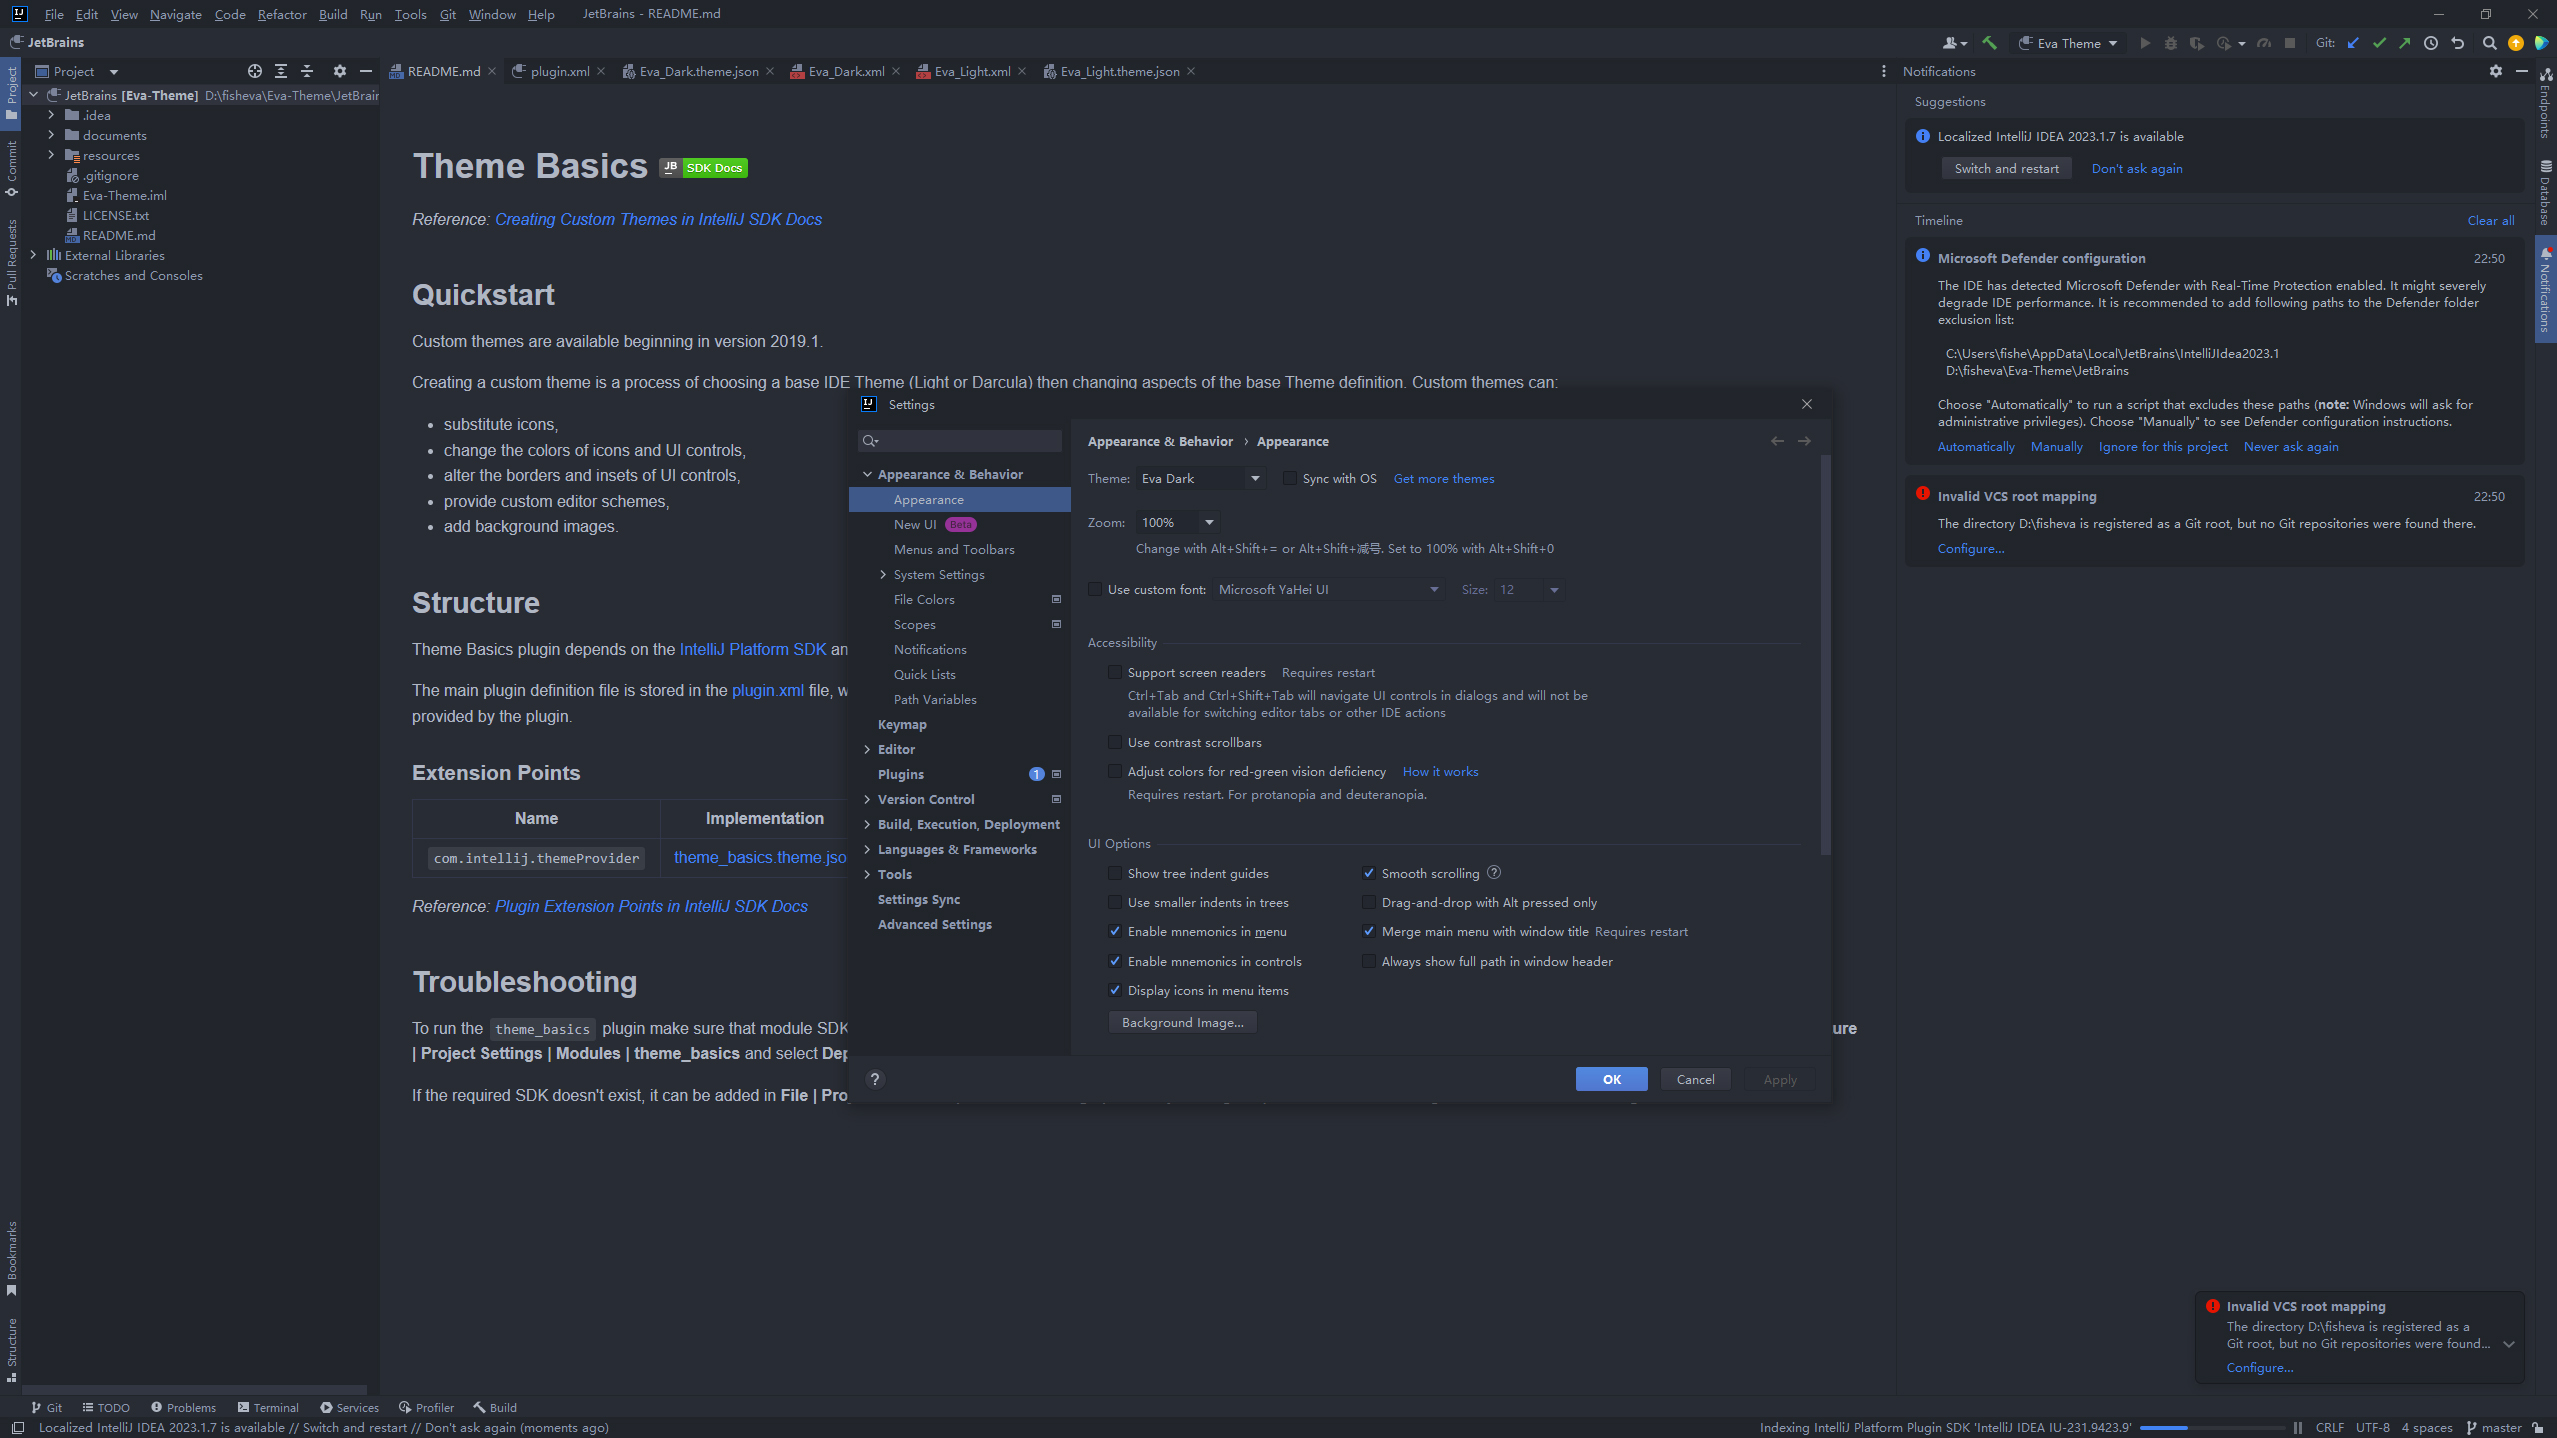 File Edit View Navigate Code Refactor Build Run Tools Git Window Help JetBrains - README.md
JetBrains
Eva Theme
Git:
Project
README.md
plugin.xml
Eva_Dark.theme.json
Eva_Dark.xml
Eva_Light.xml
Eva_Light.theme.json
Notifications
Project
Commit
Pull Requests
Bookmarks
Structure
JetBrains [Eva-Theme] D:\fisheva\Eva-Theme\JetBrain
.idea
documents
resources
.gitignore
Eva-Theme.iml
LICENSE.txt
README.md
External Libraries
Scratches and Consoles
Theme Basics JB SDK Docs
Reference: Creating Custom Themes in IntelliJ SDK Docs
Quickstart
Custom themes are available beginning in version 2019.1.
Creating a custom theme is a process of choosing a base IDE Theme (Light or Darcula) then changing aspects of the base Theme definition. Custom themes can:
• substitute icons,
• change the colors of icons and UI controls,
• alter the borders and insets of UI controls,
• provide custom editor schemes,
• add background images.
Structure
Theme Basics plugin depends on the IntelliJ Platform SDK an
The main plugin definition file is stored in the plugin.xml file, w
provided by the plugin.
Extension Points
Name Implementation
com.intellij.themeProvider theme_basics.theme.jso
Reference: Plugin Extension Points in IntelliJ SDK Docs
Troubleshooting
To run the theme_basics plugin make sure that module SDK
ure
| Project Settings | Modules | theme_basics and select Dep
If the required SDK doesn't exist, it can be added in File | Pro
Settings
Appearance & Behavior
Appearance
New UI Beta
Menus and Toolbars
System Settings
File Colors
Scopes
Notifications
Quick Lists
Path Variables
Keymap
Editor
Plugins 1
Version Control
Build, Execution, Deployment
Languages & Frameworks
Tools
Settings Sync
Advanced Settings
Appearance & Behavior › Appearance
Theme: Eva Dark Sync with OS Get more themes
Zoom: 100%
Change with Alt+Shift+= or Alt+Shift+减号. Set to 100% with Alt+Shift+0
Use custom font: Microsoft YaHei UI Size: 12
Accessibility
Support screen readers Requires restart
Ctrl+Tab and Ctrl+Shift+Tab will navigate UI controls in dialogs and will not be
available for switching editor tabs or other IDE actions
Use contrast scrollbars
Adjust colors for red-green vision deficiency How it works
Requires restart. For protanopia and deuteranopia.
UI Options
Show tree indent guides Smooth scrolling ?
Use smaller indents in trees Drag-and-drop with Alt pressed only
Enable mnemonics in menu Merge main menu with window title Requires restart
Enable mnemonics in controls Always show full path in window header
Display icons in menu items
Background Image...
? OK Cancel Apply
Suggestions
Localized IntelliJ IDEA 2023.1.7 is available
Switch and restart Don't ask again
Timeline Clear all
Microsoft Defender configuration 22:50
The IDE has detected Microsoft Defender with Real-Time Protection enabled. It might severely
degrade IDE performance. It is recommended to add following paths to the Defender folder
exclusion list:
C:\Users\fishe\AppData\Local\JetBrains\IntelliJIdea2023.1
D:\fisheva\Eva-Theme\JetBrains
Choose "Automatically" to run a script that excludes these paths (note: Windows will ask for
administrative privileges). Choose "Manually" to see Defender configuration instructions.
Automatically Manually Ignore for this project Never ask again
Invalid VCS root mapping 22:50
The directory D:\fisheva is registered as a Git root, but no Git repositories were found there.
Configure...
Endpoints
Database
Notifications
Invalid VCS root mapping
The directory D:\fisheva is registered as a
Git root, but no Git repositories were found...
Configure...
Git TODO Problems Terminal Services Profiler Build
Localized IntelliJ IDEA 2023.1.7 is available // Switch and restart // Don't ask again (moments ago)
Indexing IntelliJ Platform Plugin SDK 'IntelliJ IDEA IU-231.9423.9' CRLF UTF-8 4 spaces master